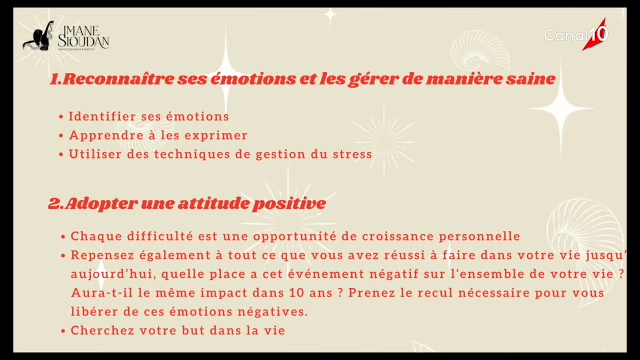 IMANE
SIOUDAN
Canal 10
1.Reconnaître ses émotions et les gérer de manière saine
• Identifier ses émotions
• Apprendre à les exprimer
• Utiliser des techniques de gestion du stress
2.Adopter une attitude positive
• Chaque difficulté est une opportunité de croissance personnelle
• Repensez également à tout ce que vous avez réussi à faire dans votre vie jusqu'
aujourd'hui, quelle place a cet événement négatif sur l'ensemble de votre vie ?
Aura-t-il le même impact dans 10 ans ? Prenez le recul nécessaire pour vous
libérer de ces émotions négatives.
• Cherchez votre but dans la vie